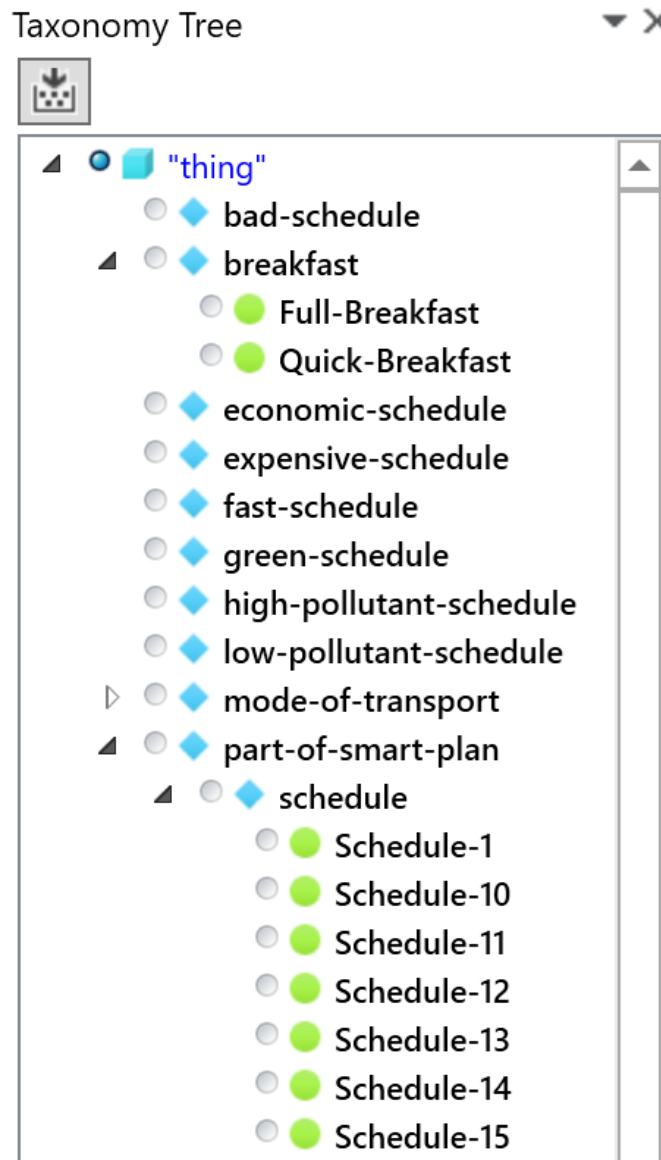 Taxonomy Tree
"thing"
bad-schedule
breakfast
Full-Breakfast
Quick-Breakfast
economic-schedule
expensive-schedule
fast-schedule
green-schedule
high-pollutant-schedule
low-pollutant-schedule
mode-of-transport
part-of-smart-plan
schedule
Schedule-1
Schedule-10
Schedule-11
Schedule-12
Schedule-13
Schedule-14
Schedule-15